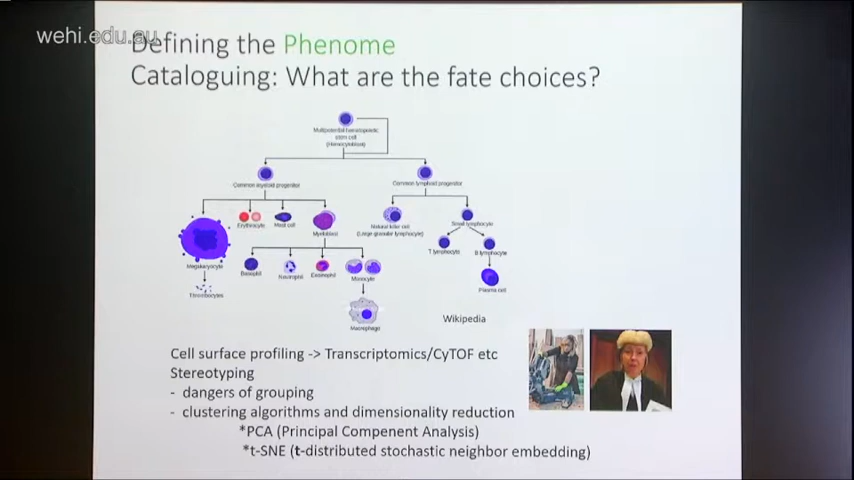 wehi.edu.au
Defining the Phenome
Cataloguing: What are the fate choices?
Multipotential hematopoietic
stem cell
(Hemocytoblast)
Common myeloid progenitor
Common lymphoid progenitor
Erythrocyte
Mast cell
Myeloblast
Natural killer cell
(Large granular lymphocyte)
Small lymphocyte
T lymphocyte
B lymphocyte
Megakaryocyte
Basophil
Neutrophil
Eosinophil
Monocyte
Plasma cell
Thrombocytes
Macrophage
Wikipedia
Cell surface profiling -> Transcriptomics/CyTOF etc
Stereotyping
- dangers of grouping
- clustering algorithms and dimensionality reduction
*PCA (Principal Compenent Analysis)
*t-SNE (t-distributed stochastic neighbor embedding)